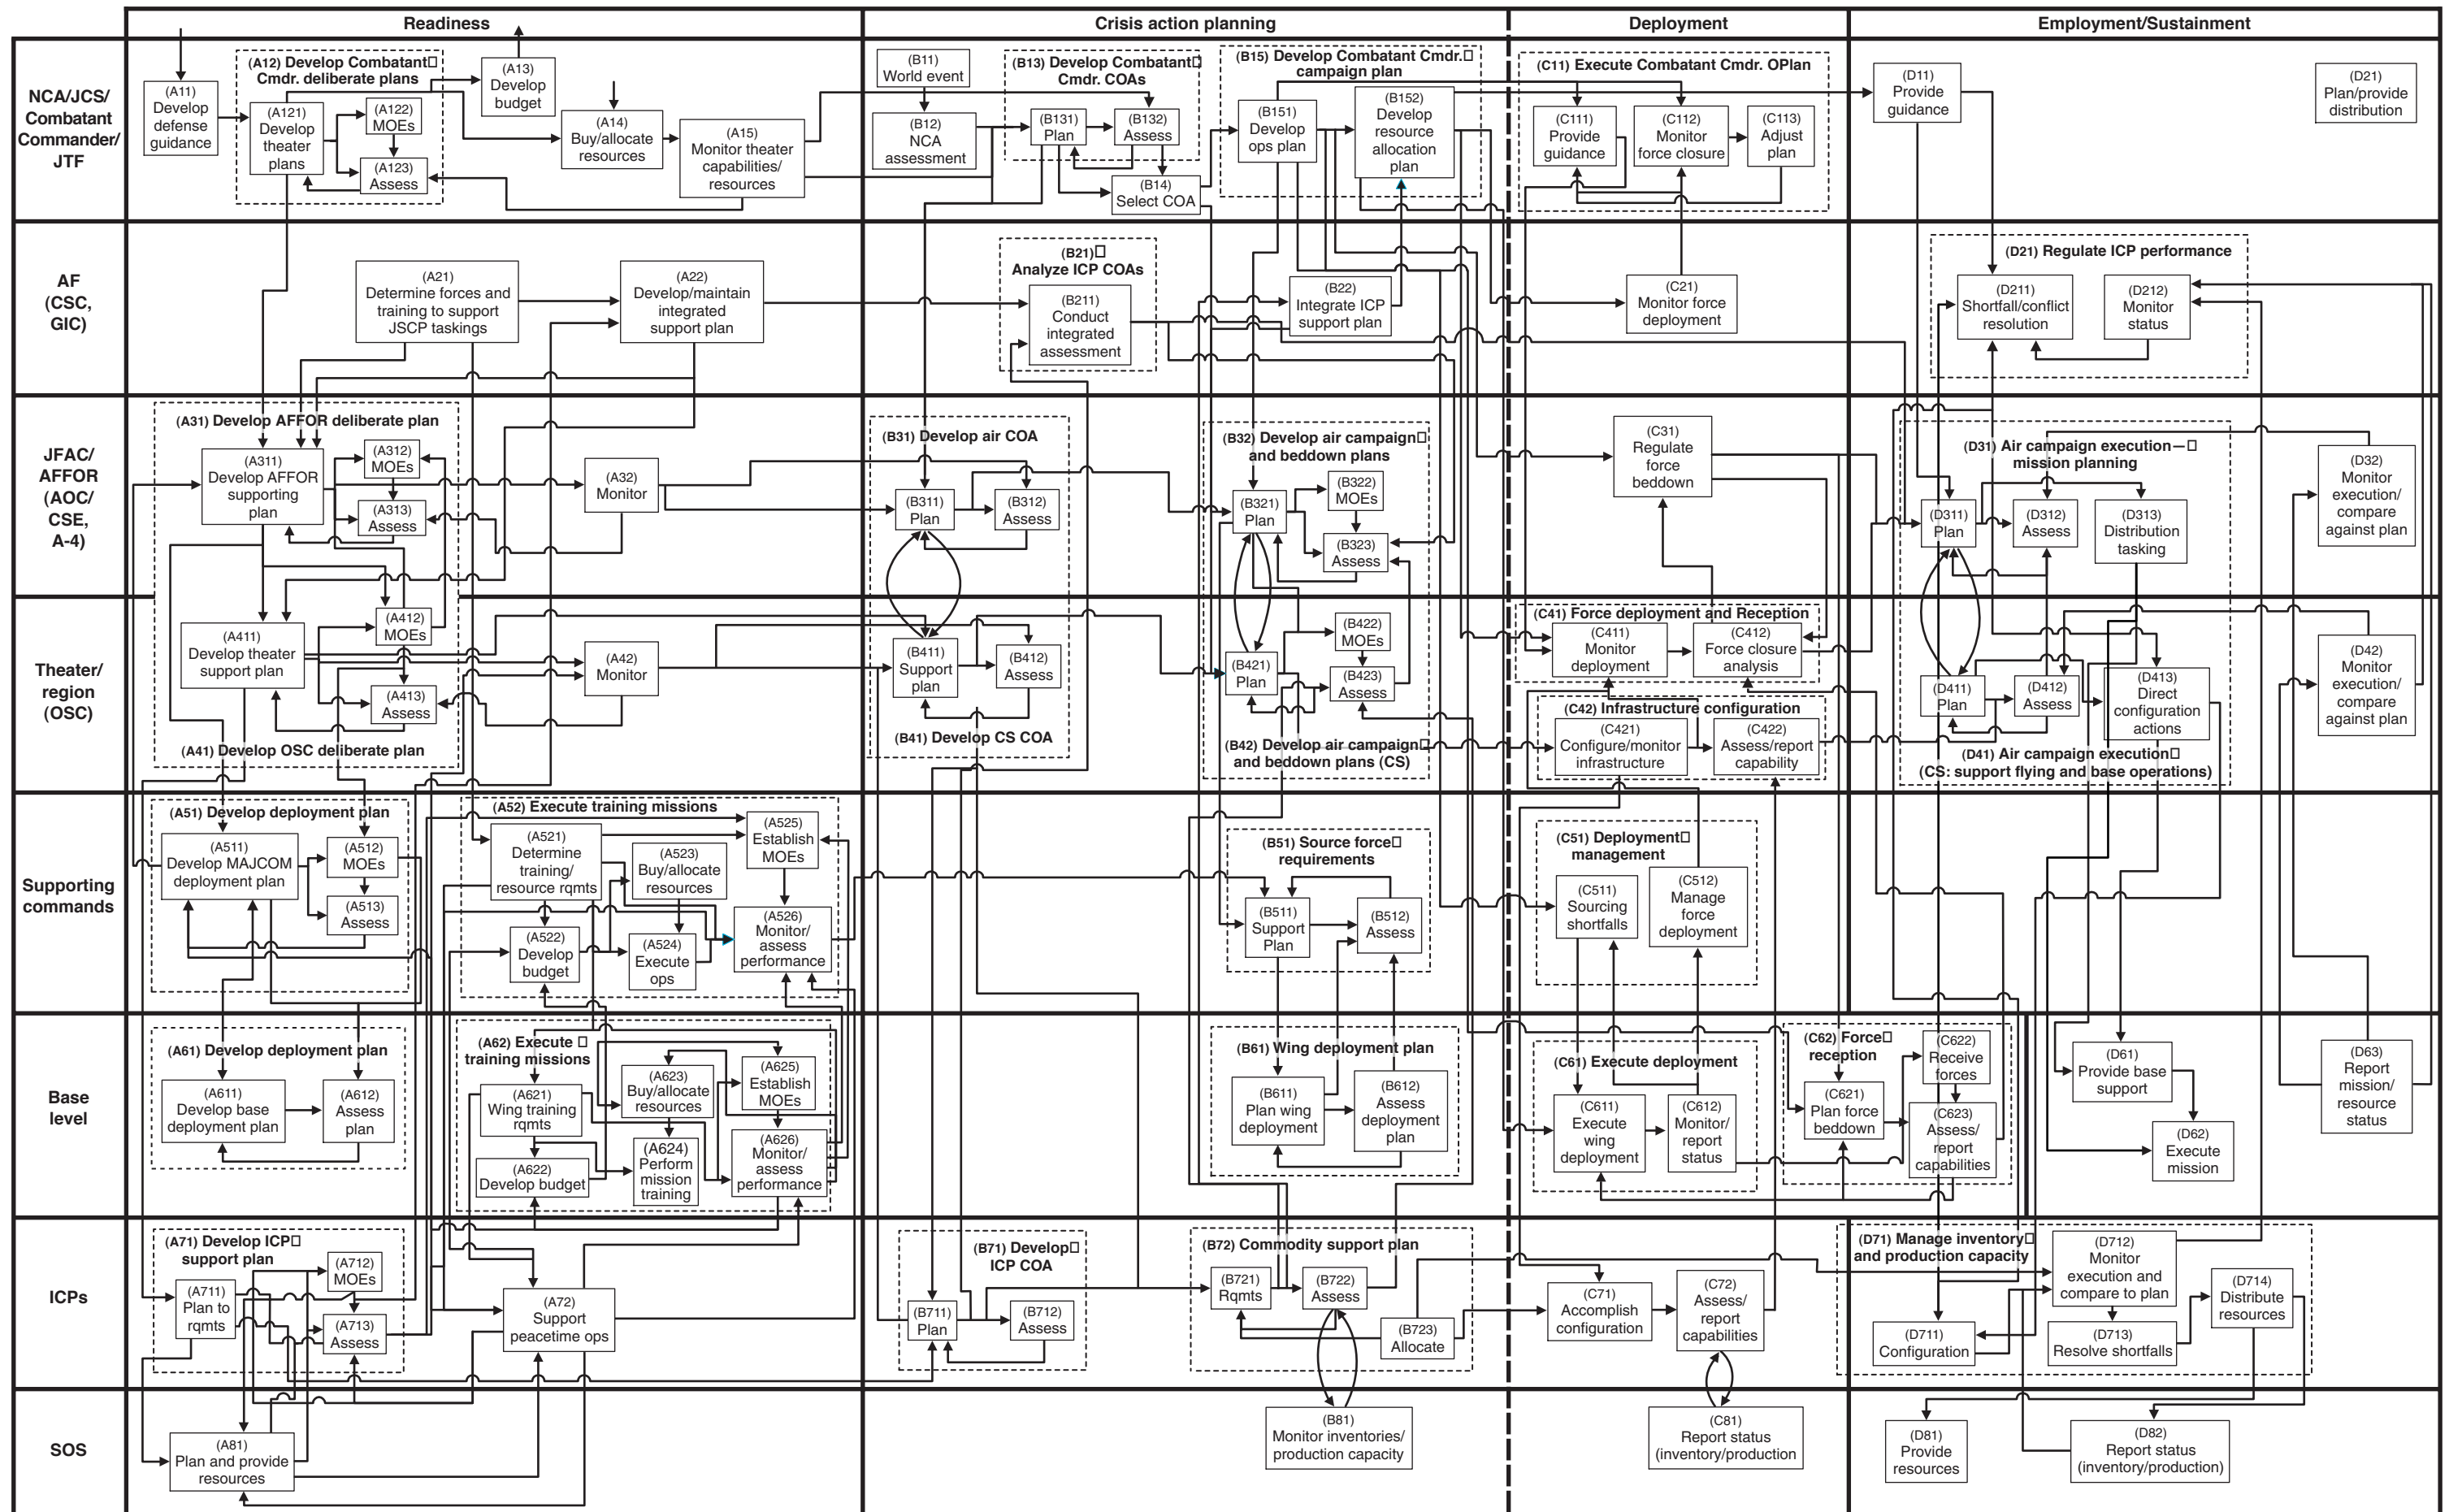 Readiness
Crisis action planning
Deployment
Employment/Sustainment
NCA/JCS/
Combatant
Commander/
JTF
(A11)
Develop
defense
guidance
(A12) Develop Combatant
Cmdr. deliberate plans
(A121)
Develop
theater
plans
(A122)
MOEs
(A123)
Assess
(A13)
Develop
budget
(A14)
Buy/allocate
resources
(A15)
Monitor theater
capabilities/
resources
(B11)
World event
(B12)
NCA
assessment
(B13) Develop Combatant
Cmdr. COAs
(B131)
Plan
(B132)
Assess
(B14)
Select COA
(B15) Develop Combatant Cmdr.
campaign plan
(B151)
Develop
ops plan
(B152)
Develop
resource
allocation
plan
(C11) Execute Combatant Cmdr. OPlan
(C111)
Provide
guidance
(C112)
Monitor
force closure
(C113)
Adjust
plan
(D11)
Provide
guidance
(D21)
Plan/provide
distribution
AF
(CSC,
GIC)
(A21)
Determine forces and
training to support
JSCP taskings
(A22)
Develop/maintain
integrated
support plan
(B21)
Analyze ICP COAs
(B211)
Conduct
integrated
assessment
(B22)
Integrate ICP
support plan
(C21)
Monitor force
deployment
(D21) Regulate ICP performance
(D211)
Shortfall/conflict
resolution
(D212)
Monitor
status
JFAC/
AFFOR
(AOC/
CSE,
A-4)
(A31) Develop AFFOR deliberate plan
(A311)
Develop AFFOR
supporting
plan
(A312)
MOEs
(A313)
Assess
(A32)
Monitor
(B31) Develop air COA
(B311)
Plan
(B312)
Assess
(B32) Develop air campaign
and beddown plans
(B321)
Plan
(B322)
MOEs
(B323)
Assess
(C31)
Regulate
force
beddown
(D31) Air campaign execution—
mission planning
(D311)
Plan
(D312)
Assess
(D313)
Distribution
tasking
(D32)
Monitor
execution/
compare
against plan
Theater/
region
(OSC)
(A411)
Develop theater
support plan
(A412)
MOEs
(A413)
Assess
(A41) Develop OSC deliberate plan
(A42)
Monitor
(B411)
Support
plan
(B412)
Assess
(B41) Develop CS COA
(B421)
Plan
(B422)
MOEs
(B423)
Assess
(B42) Develop air campaign
and beddown plans (CS)
(C41) Force deployment and Reception
(C411)
Monitor
deployment
(C412)
Force closure
analysis
(C42) Infrastructure configuration
(C421)
Configure/monitor
infrastructure
(C422)
Assess/report
capability
(D411)
Plan
(D412)
Assess
(D413)
Direct
configuration
actions
(D41) Air campaign execution
(CS: support flying and base operations)
(D42)
Monitor
execution/
compare
against plan
Supporting
commands
(A51) Develop deployment plan
(A511)
Develop MAJCOM
deployment plan
(A512)
MOEs
(A513)
Assess
(A52) Execute training missions
(A521)
Determine
training/
resource rqmts
(A522)
Develop
budget
(A523)
Buy/allocate
resources
(A524)
Execute
ops
(A525)
Establish
MOEs
(A526)
Monitor/
assess
performance
(B51) Source force
requirements
(B511)
Support
Plan
(B512)
Assess
(C51) Deployment
management
(C511)
Sourcing
shortfalls
(C512)
Manage
force
deployment
Base
level
(A61) Develop deployment plan
(A611)
Develop base
deployment plan
(A612)
Assess
plan
(A62) Execute
training missions
(A621)
Wing training
rqmts
(A622)
Develop budget
(A623)
Buy/allocate
resources
(A624)
Perform
mission
training
(A625)
Establish
MOEs
(A626)
Monitor/
assess
performance
(B61) Wing deployment plan
(B611)
Plan wing
deployment
(B612)
Assess
deployment
plan
(C61) Execute deployment
(C611)
Execute
wing
deployment
(C612)
Monitor/
report
status
(C62) Force
reception
(C621)
Plan force
beddown
(C622)
Receive
forces
(C623)
Assess/
report
capabilities
(D61)
Provide base
support
(D62)
Execute
mission
(D63)
Report
mission/
resource
status
ICPs
(A71) Develop ICP
support plan
(A711)
Plan to
rqmts
(A712)
MOEs
(A713)
Assess
(A72)
Support
peacetime ops
(B71) Develop
ICP COA
(B711)
Plan
(B712)
Assess
(B72) Commodity support plan
(B721)
Rqmts
(B722)
Assess
(B723)
Allocate
(C71)
Accomplish
configuration
(C72)
Assess/
report
capabilities
(D71) Manage inventory
and production capacity
(D711)
Configuration
(D712)
Monitor
execution and
compare to plan
(D713)
Resolve shortfalls
(D714)
Distribute
resources
SOS
(A81)
Plan and provide
resources
(B81)
Monitor inventories/
production capacity
(C81)
Report status
(inventory/production
(D81)
Provide
resources
(D82)
Report status
(inventory/production)